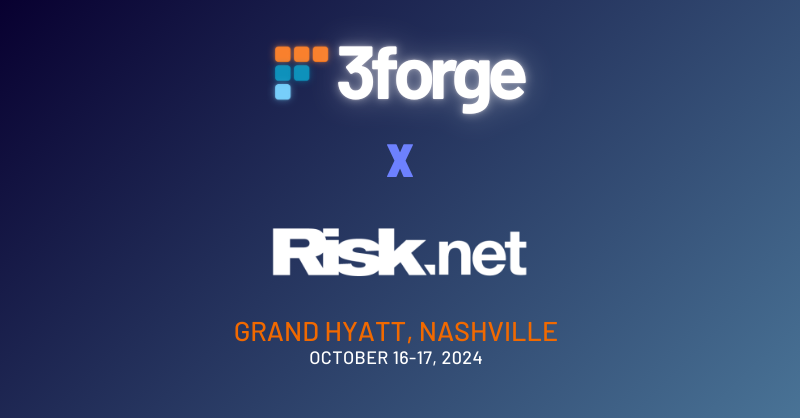 3forge
X
Risk.net
GRAND HYATT, NASHVILLE
OCTOBER 16-17, 2024